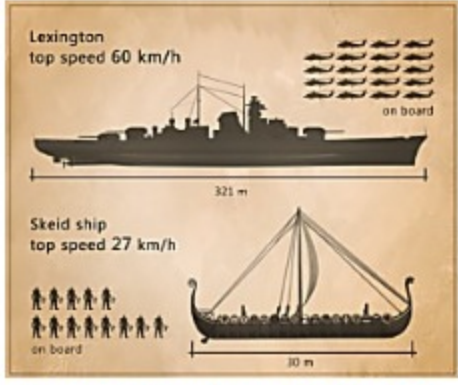 Lexington
top speed 60 km/h
on board
321 m
Skeid ship
top speed 27 km/h
on board
30 m